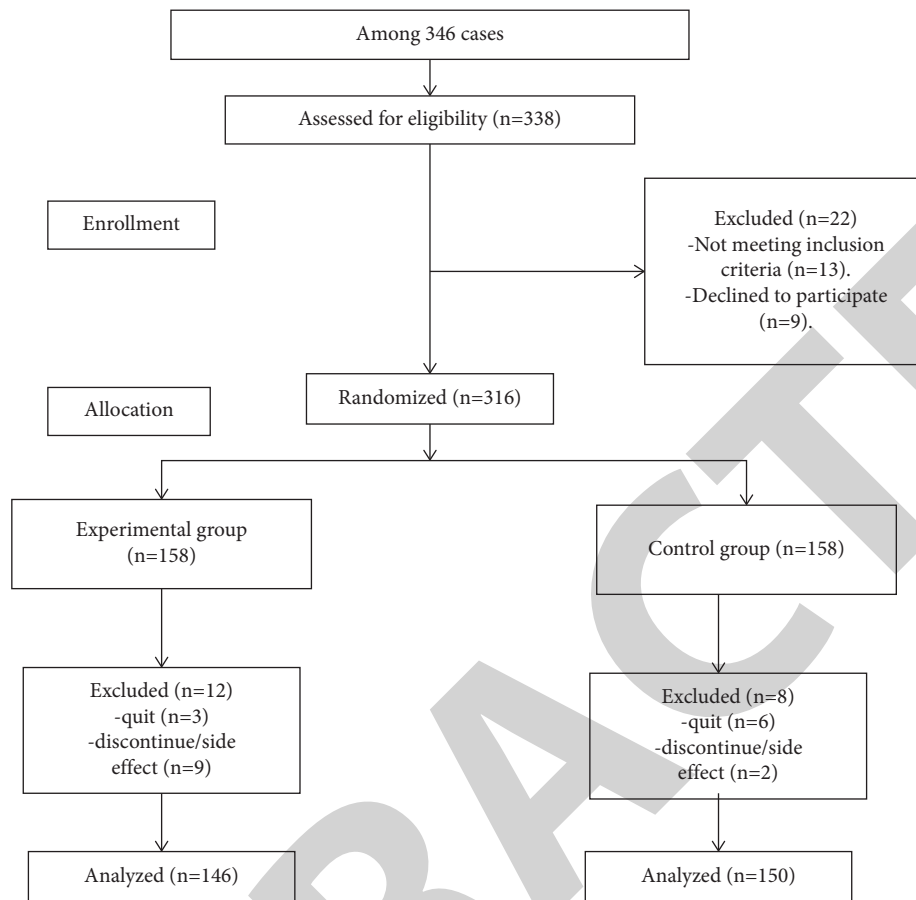 Among 346 cases
Assessed for eligibility (n=338)
Enrollment
Excluded (n=22)
-Not meeting inclusion
criteria (n=13).
-Declined to participate
(n=9).
Randomized (n=316)
Allocation
Experimental group
(n=158)
Control group (n=158)
Excluded (n=12)
-quit (n=3)
-discontinue/side
effect (n=9)
Excluded (n=8)
-quit (n=6)
-discontinue/side
effect (n=2)
Analyzed (n=146)
Analyzed (n=150)
RACTE